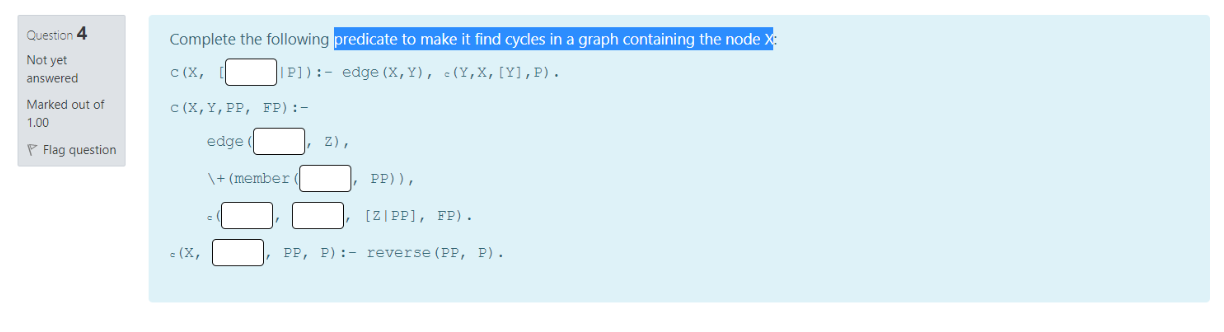 Question 4
Not yet
answered
Marked out of
1.00
Flag question
Complete the following predicate to make it find cycles in a graph containing the node X:
c(X, [ |P]):- edge(X,Y), c(Y,X,[Y],P).
c(X,Y,PP, FP):-
edge( , Z),
\+(member( , PP)),
c( , , [Z|PP], FP).
c(X, , PP, P):- reverse(PP, P).